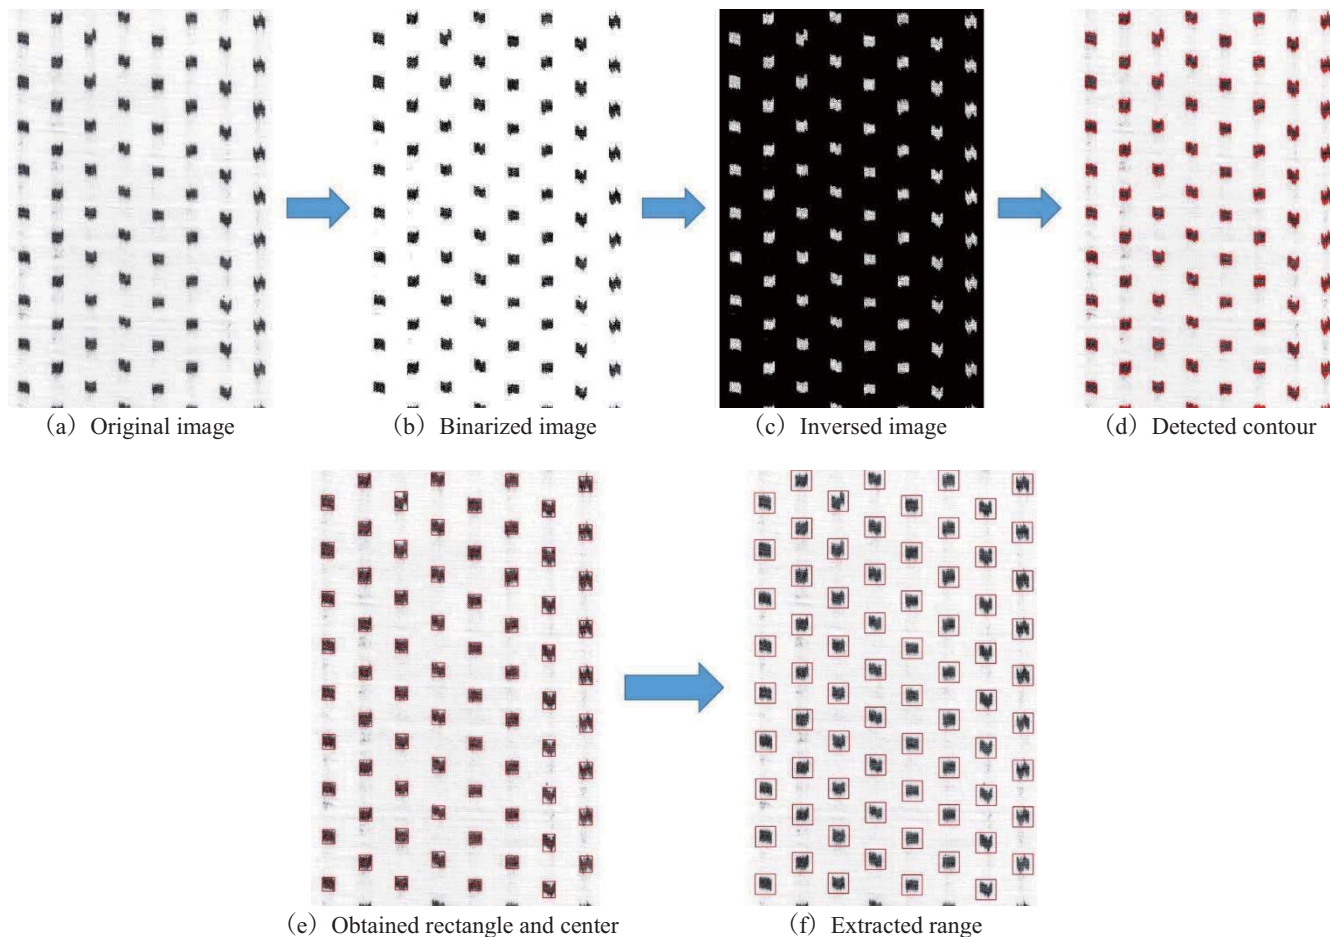 (a) Original image
(b) Binarized image
(c) Inversed image
(d) Detected contour
(e) Obtained rectangle and center
(f) Extracted range